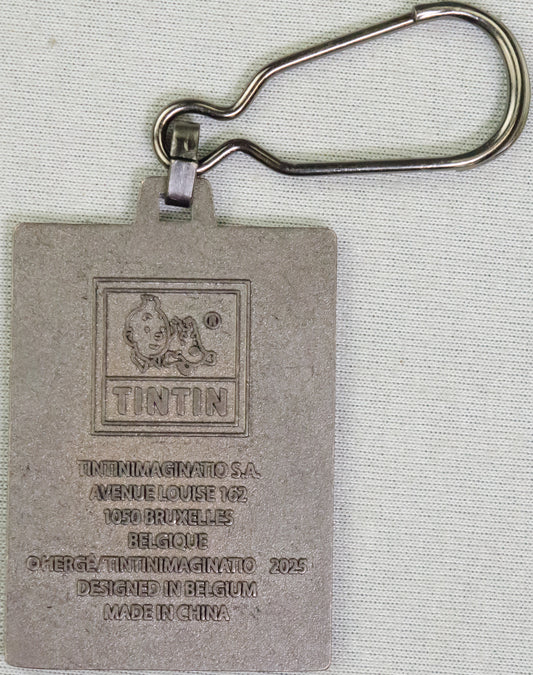 ®
TINTIN
TINTINIMAGINATIO S.A.
AVENUE LOUISE 162
1050 BRUXELLES
BELGIQUE
©HERGÉ/TINTINIMAGINATIO 2025
DESIGNED IN BELGIUM
MADE IN CHINA